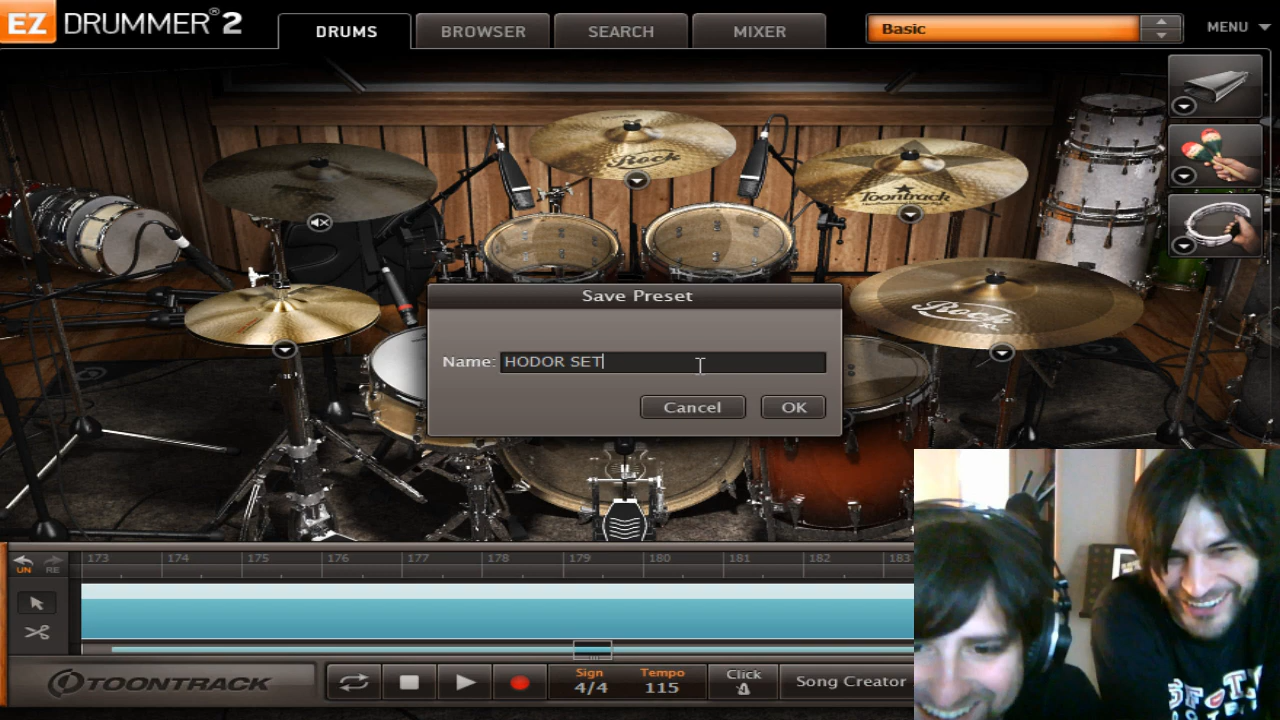 EZ DRUMMER® 2
DRUMS
BROWSER
SEARCH
MIXER
Basic
MENU
Rock
Toontrack
Rock
Save Preset
Name: HODOR SET
Cancel
OK
UN
RE
173
174
175
176
177
178
179
180
181
182
183
TOONTRACK
Sign
4/4
Tempo
115
Click
Song Creator